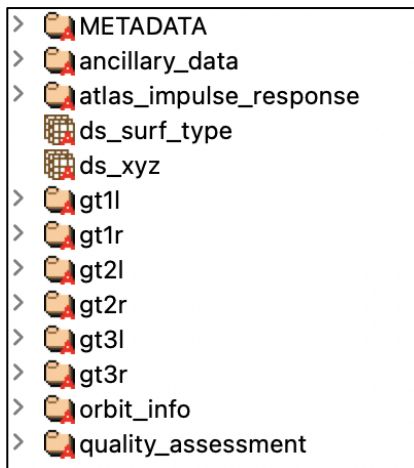 METADATA
ancillary_data
atlas_impulse_response
ds_surf_type
ds_xyz
gt1l
gt1r
gt2l
gt2r
gt3l
gt3r
orbit_info
quality_assessment